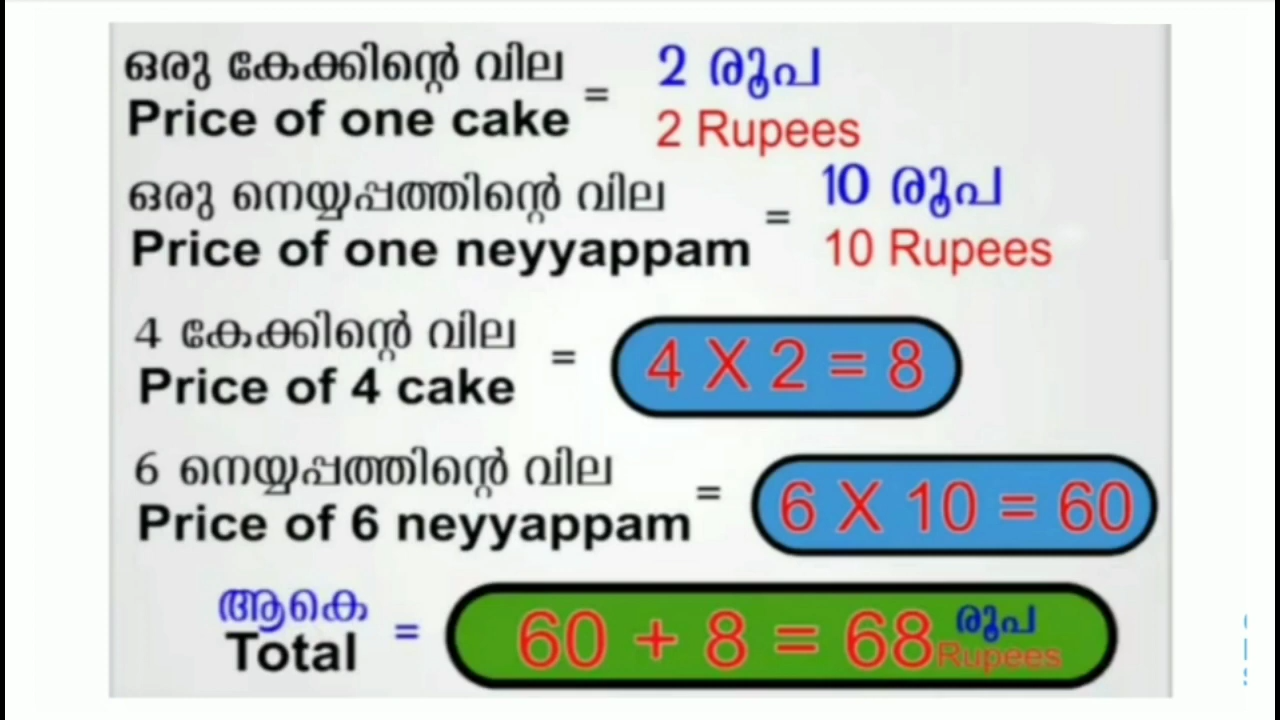 ഒരു കേക്കിന്റെ വില
Price of one cake
=
2 രൂപ
2 Rupees
ഒരു നെയ്യപ്പത്തിന്റെ വില
Price of one neyyappam
=
10 രൂപ
10 Rupees
4 കേക്കിന്റെ വില
Price of 4 cake
=
4 X 2 = 8
6 നെയ്യപ്പത്തിന്റെ വില
Price of 6 neyyappam
=
6 X 10 = 60
ആകെ
Total
=
60 + 8 = 68 രൂപ
Rupees